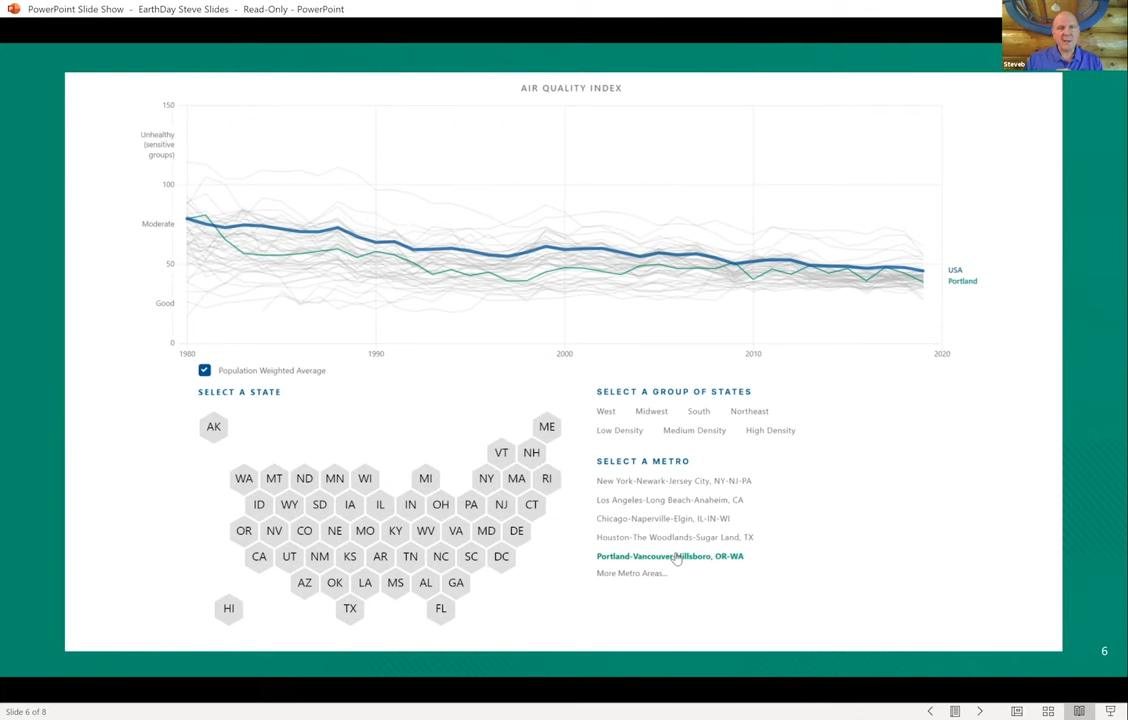 PowerPoint Slide Show - EarthDay Steve Slides - Read-Only - PowerPoint
Steveb
AIR QUALITY INDEX
150
Unhealthy
(sensitive
groups)
100
Moderate
50
Good
0
USA
Portland
1980 1990 2000 2010 2020
Population Weighted Average
SELECT A STATE
AK
ME
VT NH
WA MT ND MN WI MI NY MA RI
ID WY SD IA IL IN OH PA NJ CT
OR NV CO NE MO KY WV VA MD DE
CA UT NM KS AR TN NC SC DC
AZ OK LA MS AL GA
HI TX FL
SELECT A GROUP OF STATES
West Midwest South Northeast
Low Density Medium Density High Density
SELECT A METRO
New York-Newark-Jersey City, NY-NJ-PA
Los Angeles-Long Beach-Anaheim, CA
Chicago-Naperville-Elgin, IL-IN-WI
Houston-The Woodlands-Sugar Land, TX
Portland-Vancouver-Hillsboro, OR-WA
More Metro Areas...
6
Slide 6 of 8